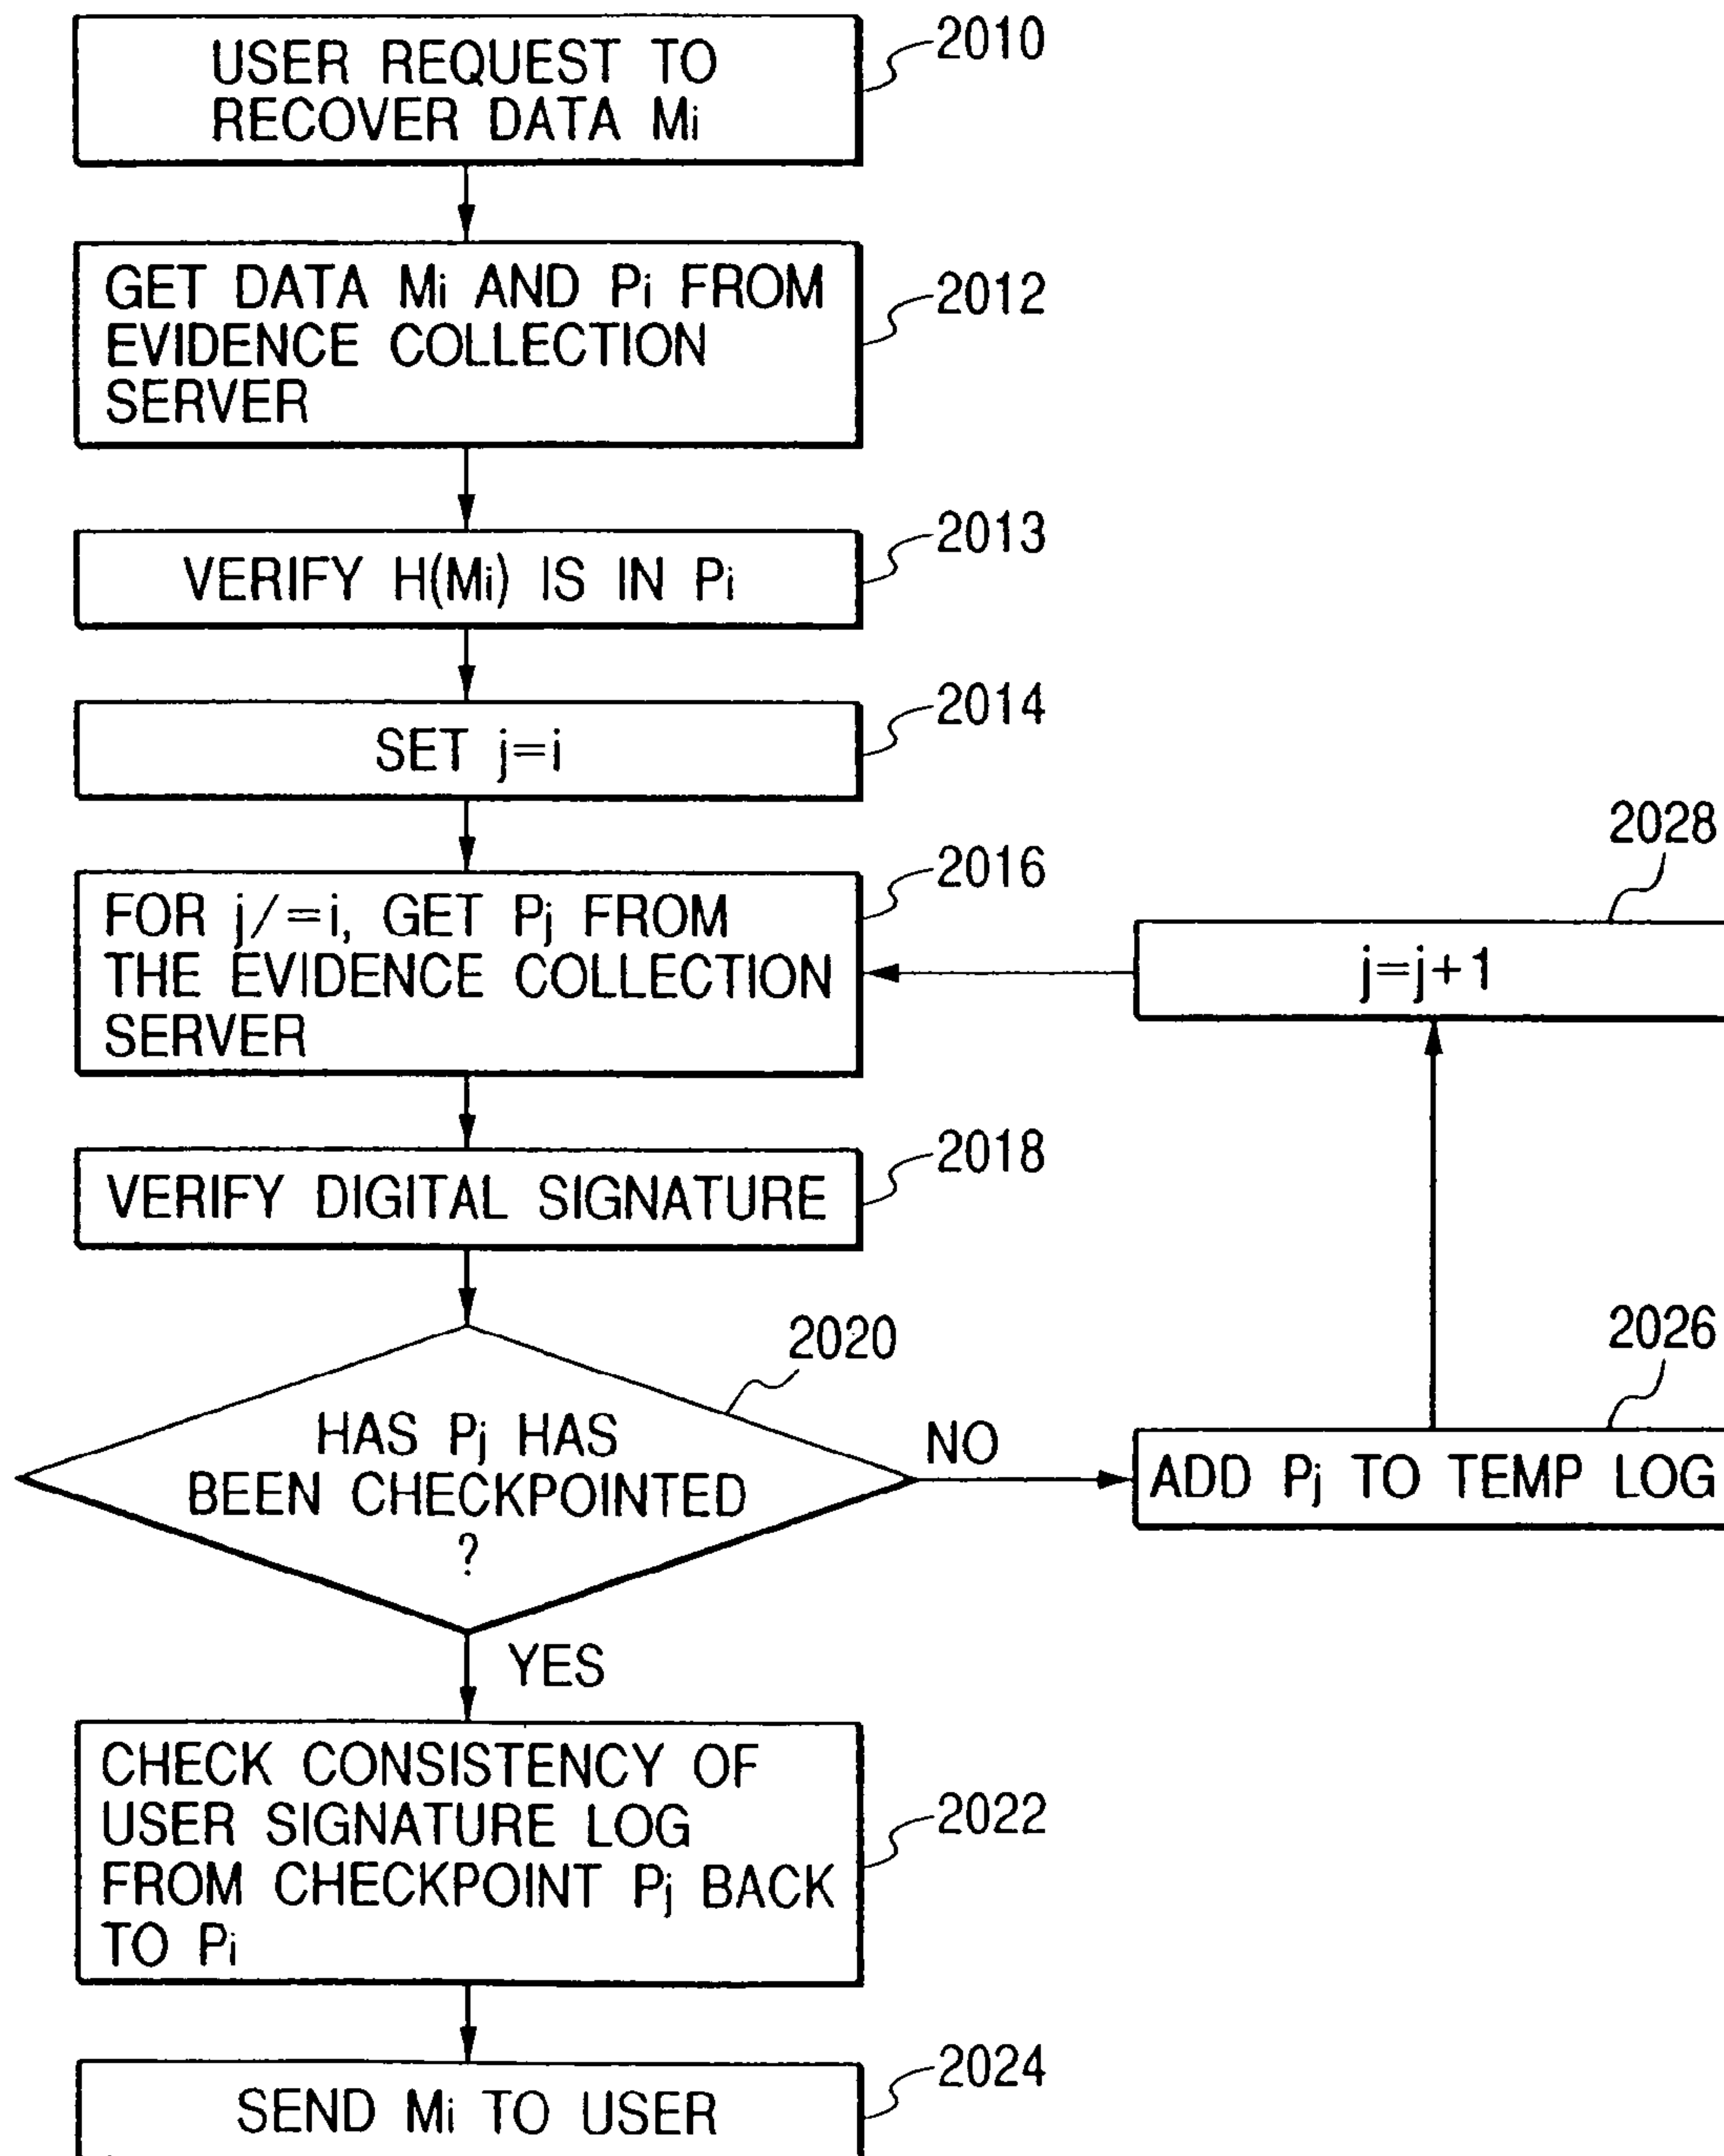 USER REQUEST TO
RECOVER DATA Mi
2010
GET DATA Mi AND Pi FROM
EVIDENCE COLLECTION
SERVER
2012
VERIFY H(Mi) IS IN Pi
2013
SET j=i
2014
FOR j/=i, GET Pj FROM
THE EVIDENCE COLLECTION
SERVER
2016
j=j+1
2028
VERIFY DIGITAL SIGNATURE
2018
HAS Pj HAS
BEEN CHECKPOINTED
?
2020
NO
ADD Pj TO TEMP LOG
2026
YES
CHECK CONSISTENCY OF
USER SIGNATURE LOG
FROM CHECKPOINT Pj BACK
TO Pi
2022
SEND Mi TO USER
2024